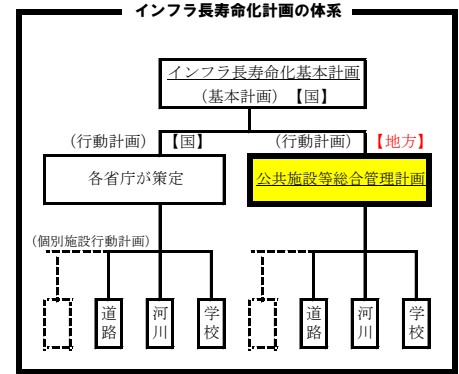 インフラ長寿命化計画の体系
インフラ長寿命化基本計画
(基本計画)【国】
(行動計画)【国】
(行動計画)【地方】
各省庁が策定
公共施設等総合管理計画
(個別施設行動計画)
道路
河川
学校
道路
河川
学校